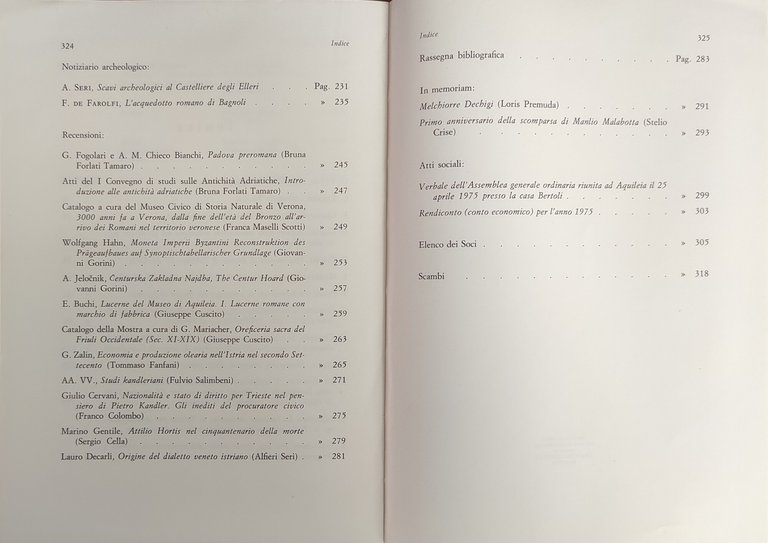 324
Indice
Notiziario archeologico:
A. Seri, Scavi archeologici al Castelliere degli Elleri . . . Pag. 231
F. de Farolfi, L'acquedotto romano di Bagnoli . . . . » 235
Recensioni:
G. Fogolari e A. M. Chieco Bianchi, Padova preromana (Bruna
Forlati Tamaro) . . . . . . . . . . . » 245
Atti del I Convegno di studi sulle Antichità Adriatiche, Intro-
duzione alle antichità adriatiche (Bruna Forlati Tamaro) . . » 247
Catalogo a cura del Museo Civico di Storia Naturale di Verona,
3000 anni fa a Verona, dalla fine dell'età del Bronzo all'ar-
rivo dei Romani nel territorio veronese (Franca Maselli Scotti) » 249
Wolfgang Hahn, Moneta Imperii Byzantini Reconstruktion des
Prägeaufbaues auf Synoptischtabellarischer Grundlage (Giovan-
ni Gorini) . . . . . . . . . . . . » 253
A. Jeločnik, Centurska Zakladna Najdba, The Centur Hoard (Gio-
vanni Gorini) . . . . . . . . . . . » 257
E. Buchi, Lucerne del Museo di Aquileia. I. Lucerne romane con
marchio di fabbrica (Giuseppe Cuscito) . . . . . » 259
Catalogo della Mostra a cura di G. Mariacher, Oreficeria sacra del
Friuli Occidentale (Sec. XI-XIX) (Giuseppe Cuscito) . . . » 263
G. Zalin, Economia e produzione olearia nell'Istria nel secondo Set-
tecento (Tommaso Fanfani) . . . . . . . . » 265
AA. VV., Studi kandleriani (Fulvio Salimbeni) . . . . . » 271
Giulio Cervani, Nazionalità e stato di diritto per Trieste nel pen-
siero di Pietro Kandler. Gli inediti del procuratore civico
(Franco Colombo) . . . . . . . . . . » 275
Marino Gentile, Attilio Hortis nel cinquantenario della morte
(Sergio Cella) . . . . . . . . . . . » 279
Lauro Decarli, Origine del dialetto veneto istriano (Alfieri Seri) . » 281
Indice
325
Rassegna bibliografica . . . . . . . . . . Pag. 283
In memoriam:
Melchiorre Dechigi (Loris Premuda) . . . . . . . » 291
Primo anniversario della scomparsa di Manlio Malabotta (Stelio
Crise) . . . . . . . . . . . . » 293
Atti sociali:
Verbale dell'Assemblea generale ordinaria riunita ad Aquileia il 25
aprile 1975 presso la casa Bertoli . . . . . . . » 299
Rendiconto (conto economico) per l'anno 1975 . . . . . » 303
Elenco dei Soci . . . . . . . . . . . » 305
Scambi . . . . . . . . . . . . » 318